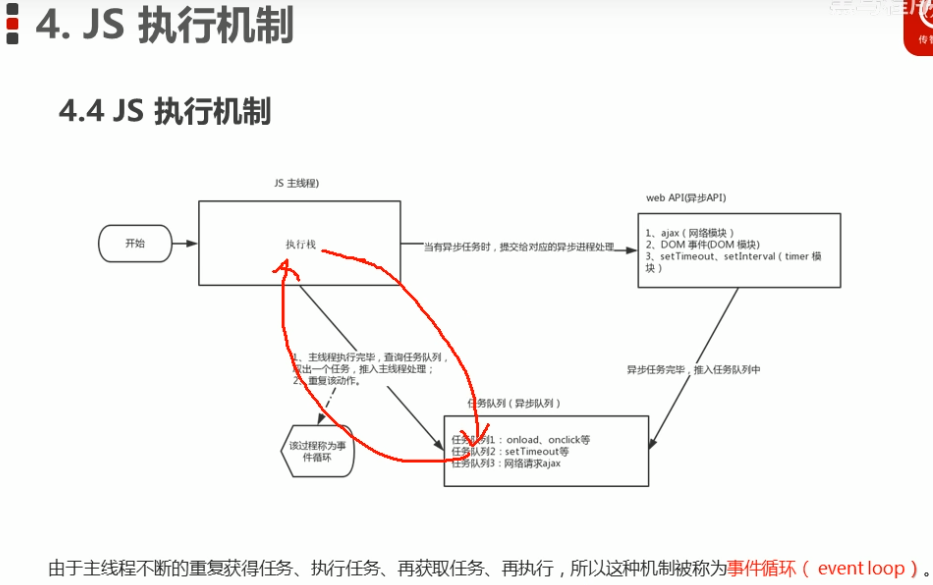 4. JS 执行机制
传智
4.4 JS 执行机制
JS 主线程)
web API(异步API)
开始
执行栈
当有异步任务时，提交给对应的异步进程处理
1、ajax（网络模块）
2、DOM 事件(DOM 模块)
3、setTimeout、setInterval（timer 模
块）
1、主线程执行完毕，查询任务队列，
取出一个任务，推入主线程处理；
2、重复该动作。
异步任务完毕，推入任务队列中
任务队列（异步队列）
该过程称为事
件循环
任务队列1：onload、onclick等
任务队列2：setTimeout等
任务队列3：网络请求ajax
由于主线程不断的重复获得任务、执行任务、再获取任务、再执行，所以这种机制被称为事件循环（ event loop）。